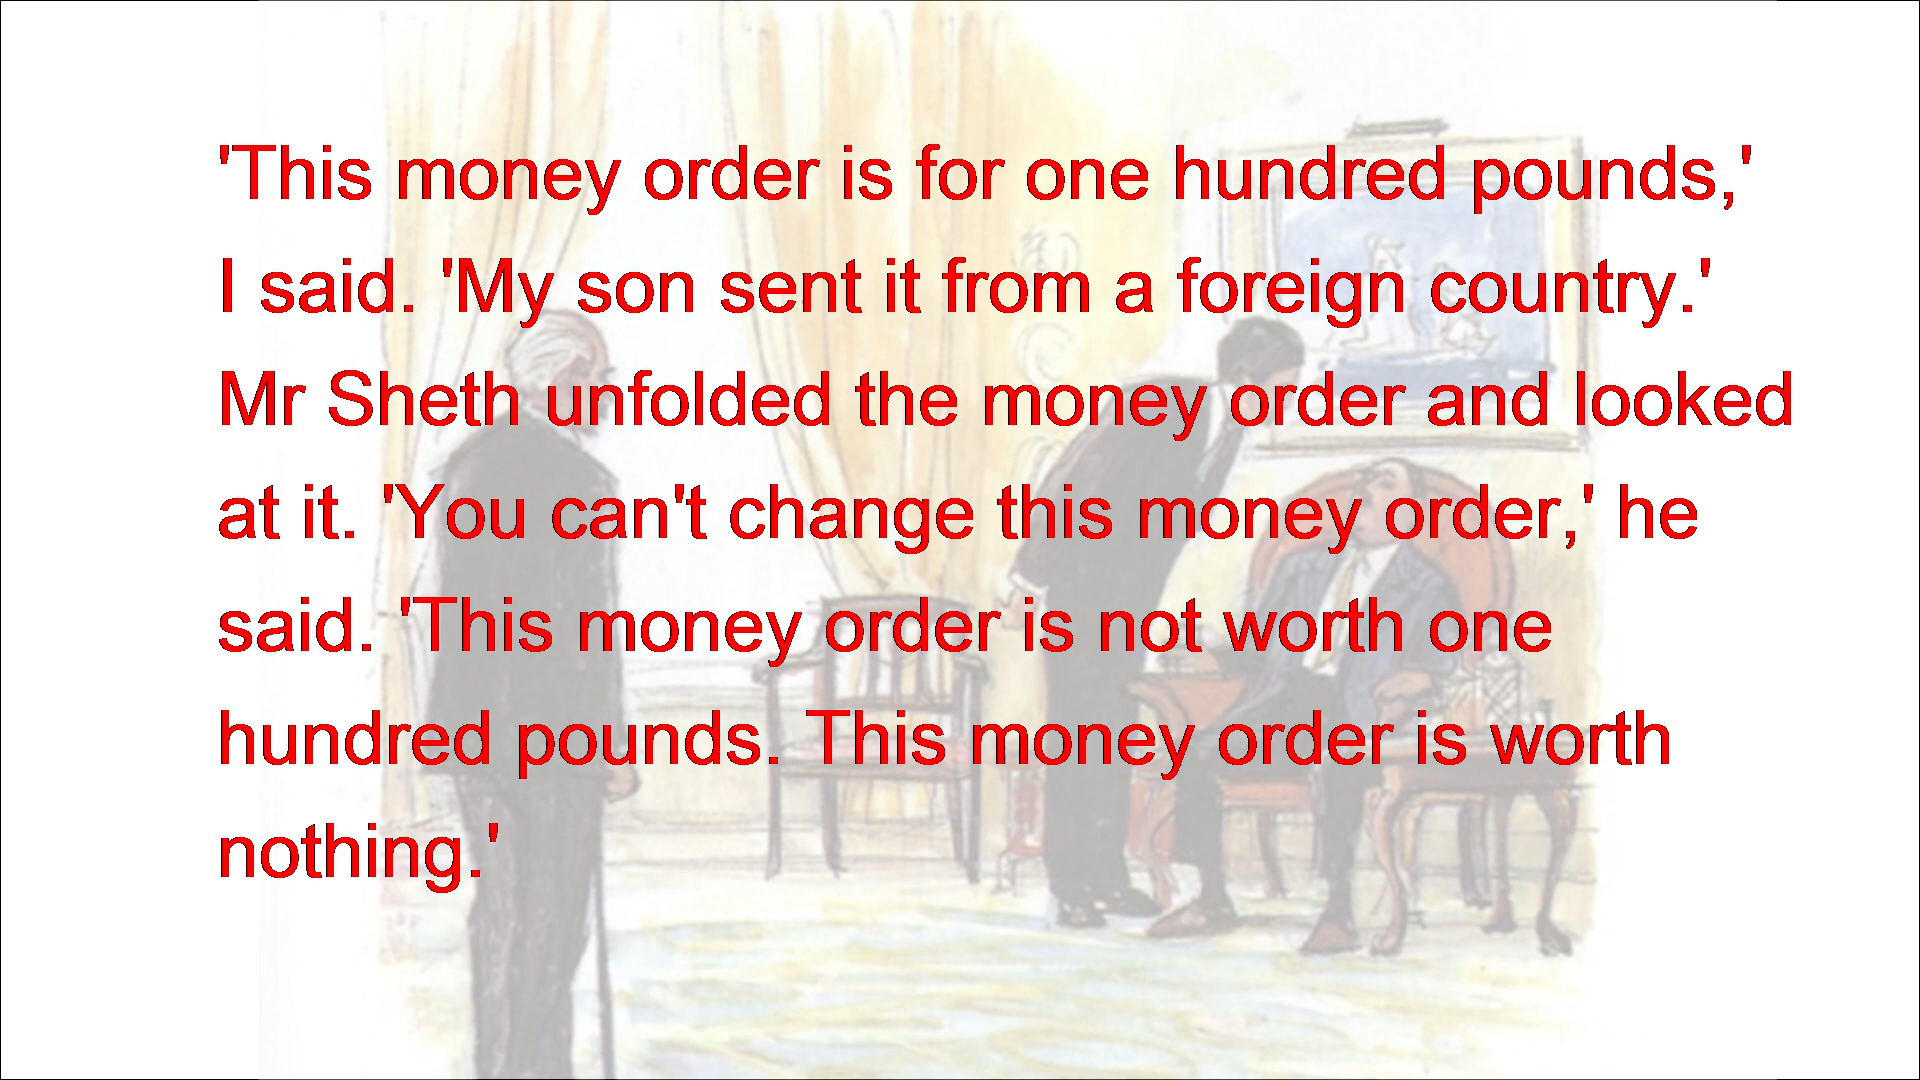 'This money order is for one hundred pounds,'
I said. 'My son sent it from a foreign country.'
Mr Sheth unfolded the money order and looked
at it. 'You can't change this money order,' he
said. 'This money order is not worth one
hundred pounds. This money order is worth
nothing.'